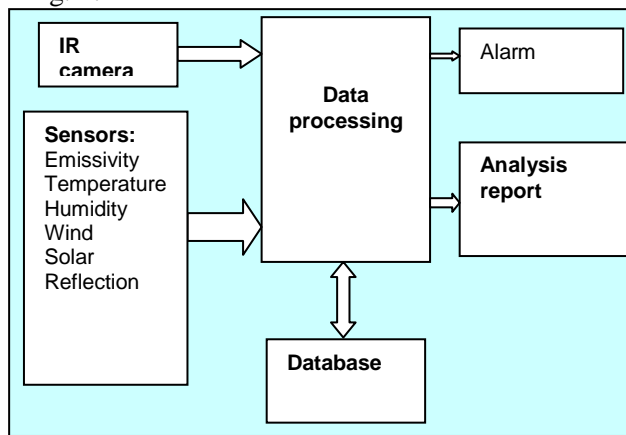 IR
camera
Data
processing
Alarm
Sensors:
Emissivity
Temperature
Humidity
Wind
Solar
Reflection
Analysis
report
Database